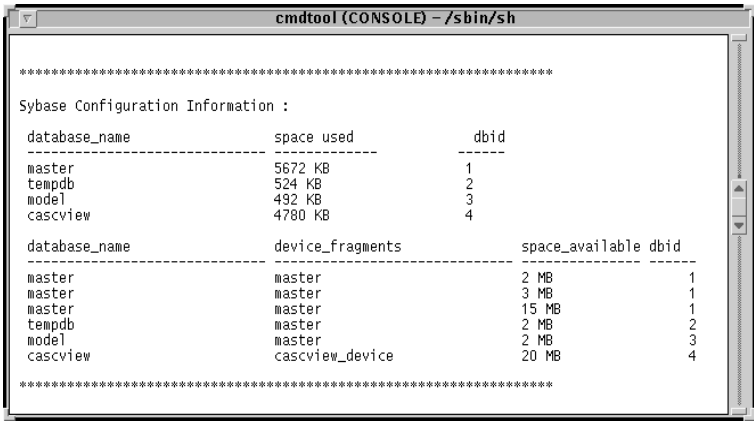 cmdtool (CONSOLE) – /sbin/sh
*******************************************************************
Sybase Configuration Information :
database_name                  space used               dbid
------------------------------ ------------- ------
master                         5672 KB                 1
tempdb                         524 KB                  2
model                          492 KB                  3
cascview                       4780 KB                 4
database_name                  device_fragments               space_available dbid
------------------------------ ------------------------------ --------------- ------
master                         master                         2 MB                 1
master                         master                         3 MB                 1
master                         master                         15 MB                1
tempdb                         master                         2 MB                 2
model                          master                         2 MB                 3
cascview                       cascview_device                20 MB                4
*******************************************************************